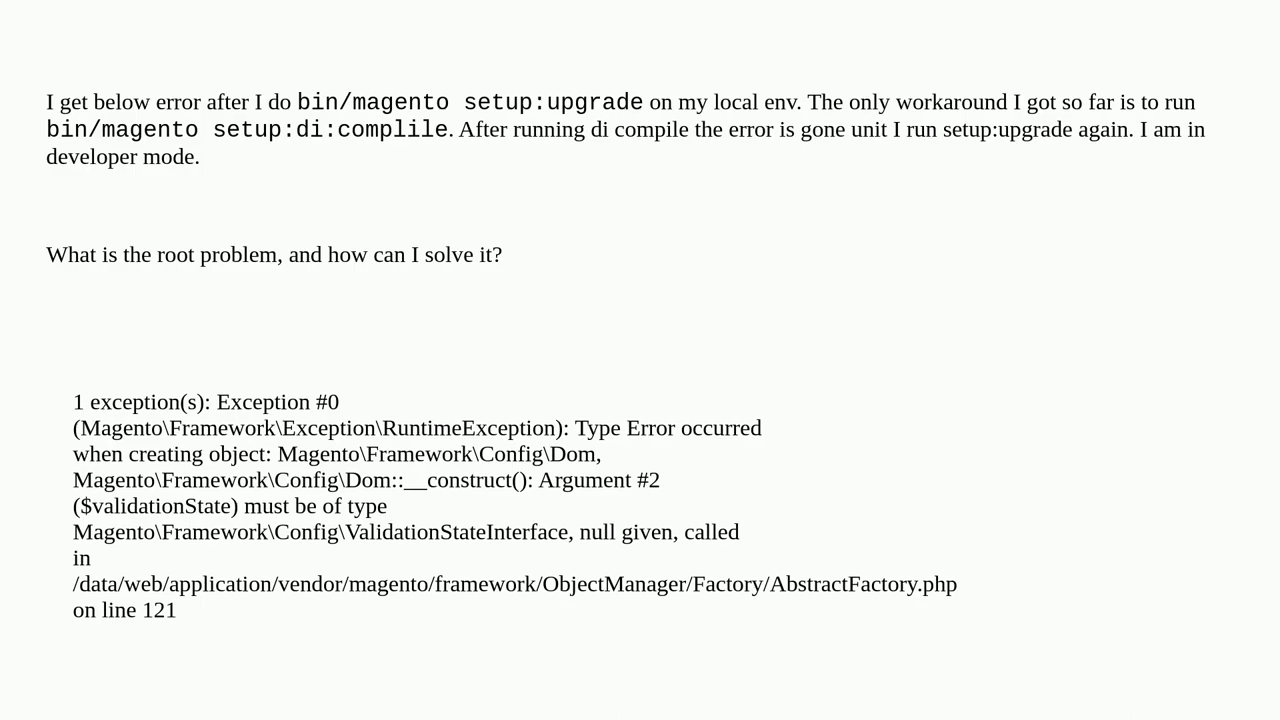 I get below error after I do bin/magento setup:upgrade on my local env. The only workaround I got so far is to run
bin/magento setup:di:complile. After running di compile the error is gone unit I run setup:upgrade again. I am in
developer mode.
What is the root problem, and how can I solve it?
1 exception(s): Exception #0
(Magento\Framework\Exception\RuntimeException): Type Error occurred
when creating object: Magento\Framework\Config\Dom,
Magento\Framework\Config\Dom::__construct(): Argument #2
($validationState) must be of type
Magento\Framework\Config\ValidationStateInterface, null given, called
in
/data/web/application/vendor/magento/framework/ObjectManager/Factory/AbstractFactory.php
on line 121